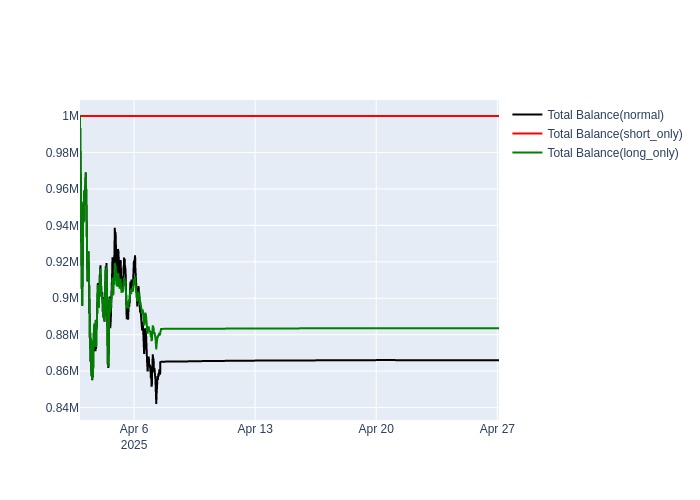 1M
0.98M
0.96M
0.94M
0.92M
0.9M
0.88M
0.86M
0.84M
Apr 6
2025
Apr 13
Apr 20
Apr 27
Total Balance(normal)
Total Balance(short_only)
Total Balance(long_only)